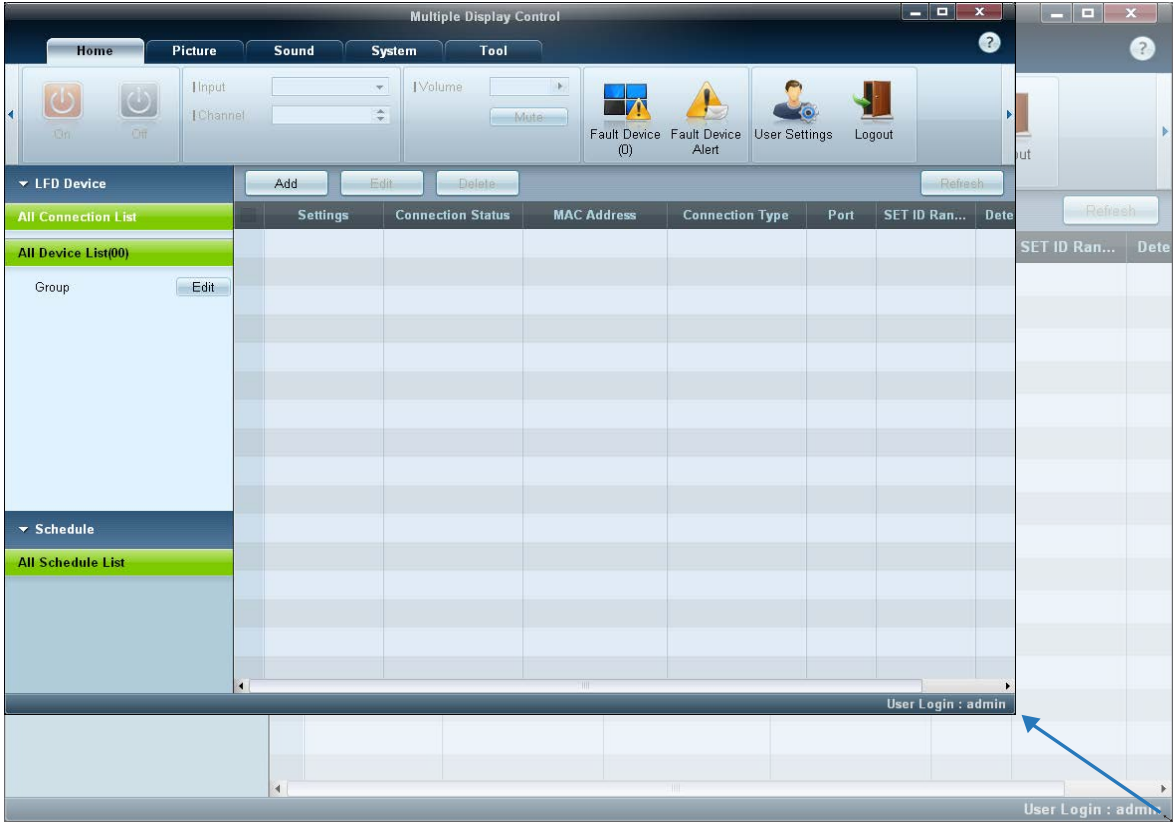 Multiple Display Control
x
x
Home Picture Sound System Tool
?
?
On
Off
Input
Channel
Volume
Mute
Fault Device
(0)
Fault Device
Alert
User Settings
Logout
out
LFD Device
Add Edit Delete Refresh
Refresh
All Connection List
Settings Connection Status MAC Address Connection Type Port SET ID Ran... Dete
SET ID Ran... Dete
All Device List(00)
Group Edit
Schedule
All Schedule List
User Login : admin
User Login : admin